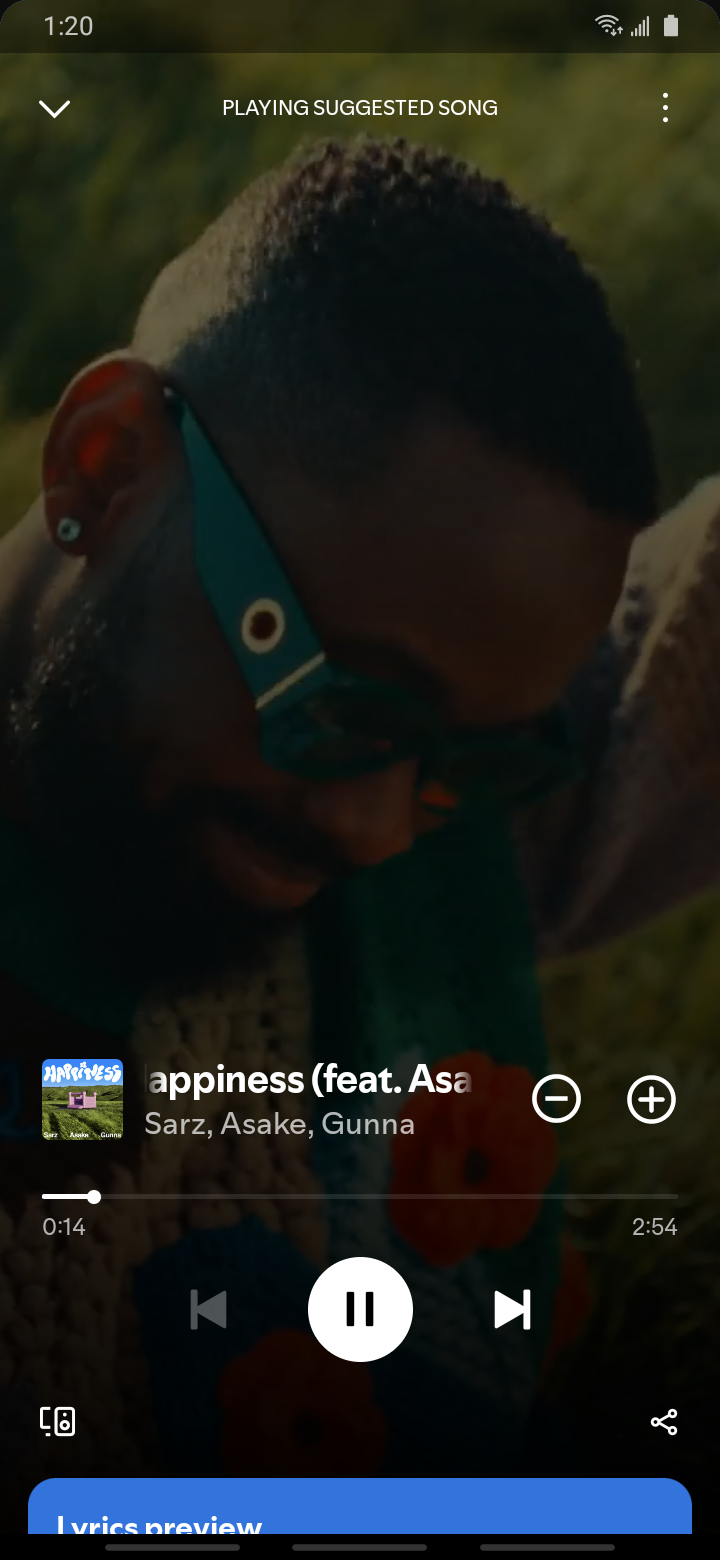 1:20
PLAYING SUGGESTED SONG
HAPPINESS
Sarz Asake Gunna
appiness (feat. Asa
Sarz, Asake, Gunna
0:14
2:54
Lyrics preview